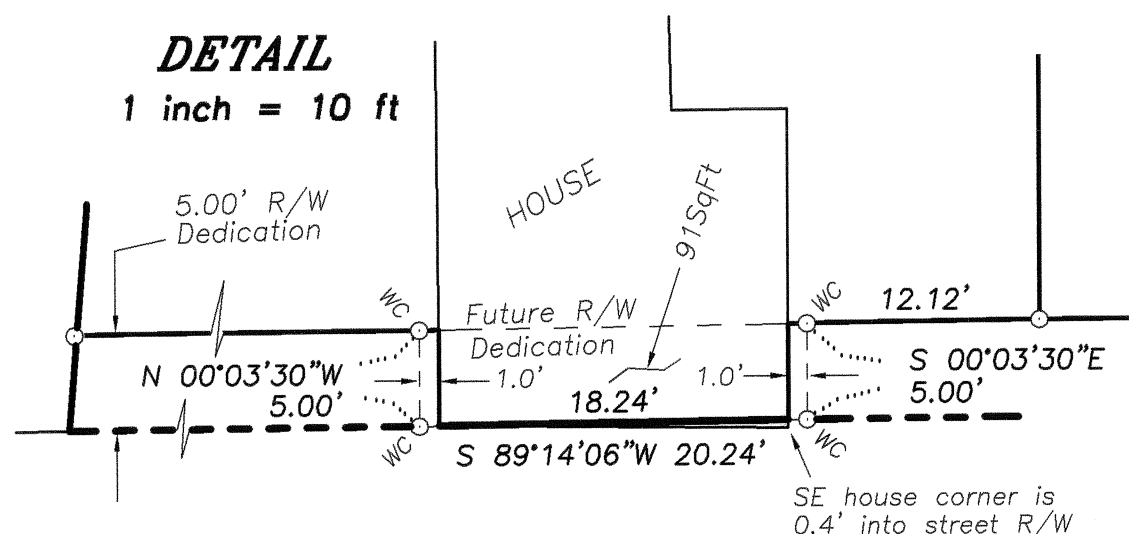 DETAIL
1 inch = 10 ft
5.00' R/W
Dedication
HOUSE
91SqFt
WC
Future R/W
Dedication
WC
12.12'
N 00°03'30"W
5.00'
1.0'
1.0'
18.24'
S 00°03'30"E
5.00'
WC
S 89°14'06"W 20.24'
WC
SE house corner is
0.4' into street R/W